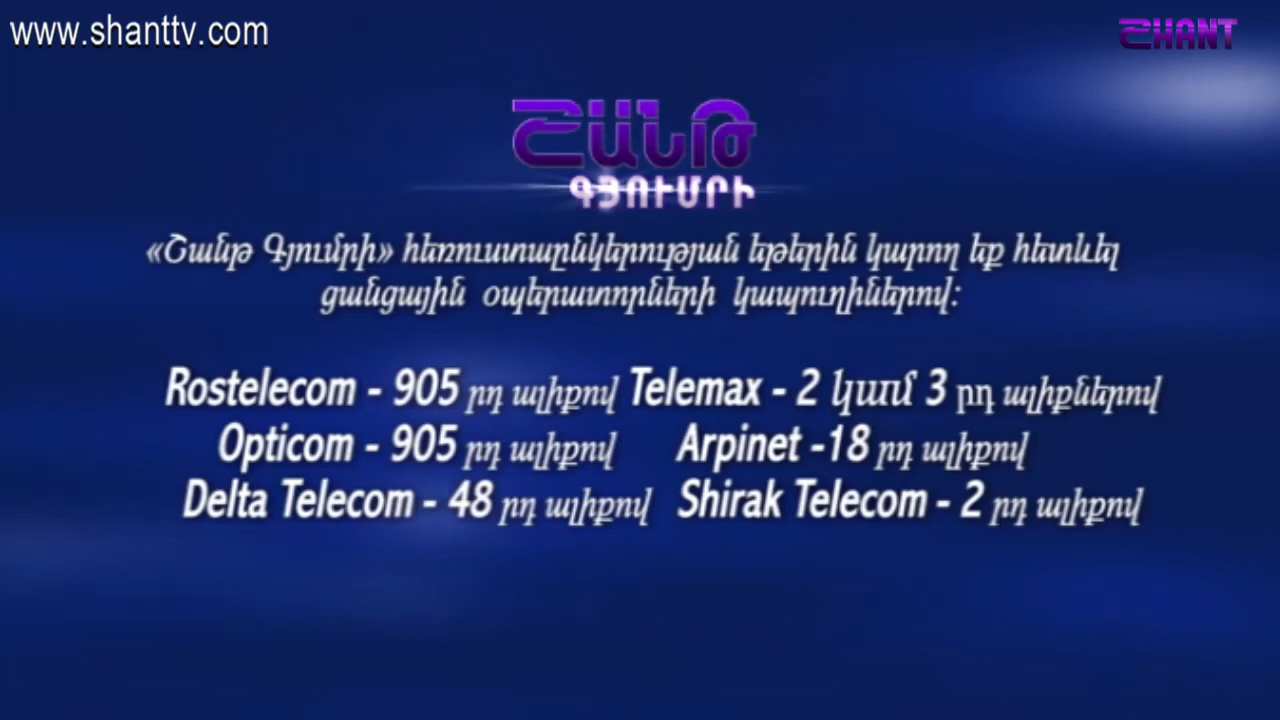 www.shanttv.com
SHANT
ՇԱՆԹ
ԳՅՈՒՄՐԻ
«Շանթ Գյումրի» հեռուստաընկերության եթերին կարող եք հետևել
ցանցային օպերատորների կապուղիներով:
Rostelecom - 905 րդ ալիքով Telemax - 2 կամ 3 րդ ալիքներով
Opticom - 905 րդ ալիքով Arpinet -18 րդ ալիքով
Delta Telecom - 48 րդ ալիքով Shirak Telecom - 2 րդ ալիքով